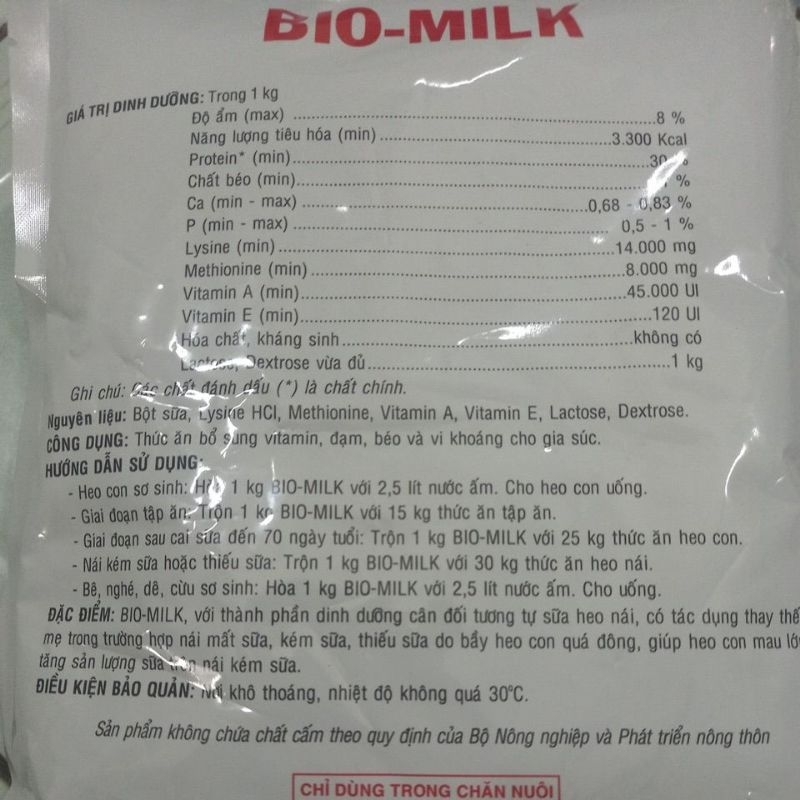 BIO-MILK
GIÁ TRỊ DINH DƯỠNG: Trong 1 kg
Độ ẩm (max) ........................................................8 %
Năng lượng tiêu hóa (min) .......................................3.300 Kcal
Protein* (min)........................................................30 %
Chất béo (min)........................................................ %
Ca (min - max) ........................................................0,68 - 0,83 %
P (min - max) ........................................................ 0,5 - 1 %
Lysine (min) ........................................................14.000 mg
Methionine (min) ........................................................8.000 mg
Vitamin A (min)........................................................45.000 UI
Vitamin E (min)........................................................120 UI
Hóa chất, kháng sinh ........................................................không có
Lactose, Dextrose vừa đủ........................................................1 kg
Ghi chú: Các chất đánh dấu (*) là chất chính.
Nguyên liệu: Bột sữa, Lysine HCl, Methionine, Vitamin A, Vitamin E, Lactose, Dextrose.
CÔNG DỤNG: Thức ăn bổ sung vitamin, đạm, béo và vi khoáng cho gia súc.
HƯỚNG DẪN SỬ DỤNG:
- Heo con sơ sinh: Hòa 1 kg BIO-MILK với 2,5 lít nước ấm. Cho heo con uống.
- Giai đoạn tập ăn: Trộn 1 kg BIO-MILK với 15 kg thức ăn tập ăn.
- Giai đoạn sau cai sữa đến 70 ngày tuổi: Trộn 1 kg BIO-MILK với 25 kg thức ăn heo con.
- Nái kém sữa hoặc thiếu sữa: Trộn 1 kg BIO-MILK với 30 kg thức ăn heo nái.
- Bê, nghé, dê, cừu sơ sinh: Hòa 1 kg BIO-MILK với 2,5 lít nước ấm. Cho uống.
ĐẶC ĐIỂM: BIO-MILK, với thành phần dinh dưỡng cân đối tương tự sữa heo nái, có tác dụng thay thế
mẹ trong trường hợp nái mất sữa, kém sữa, thiếu sữa do bầy heo con quá đông, giúp heo con mau
tăng sản lượng sữa trên nái kém sữa.
ĐIỀU KIỆN BẢO QUẢN: Nơi khô thoáng, nhiệt độ không quá 30°C.
Sản phẩm không chứa chất cấm theo quy định của Bộ Nông nghiệp và Phát triển nông thôn
CHỈ DÙNG TRONG CHĂN NUÔI